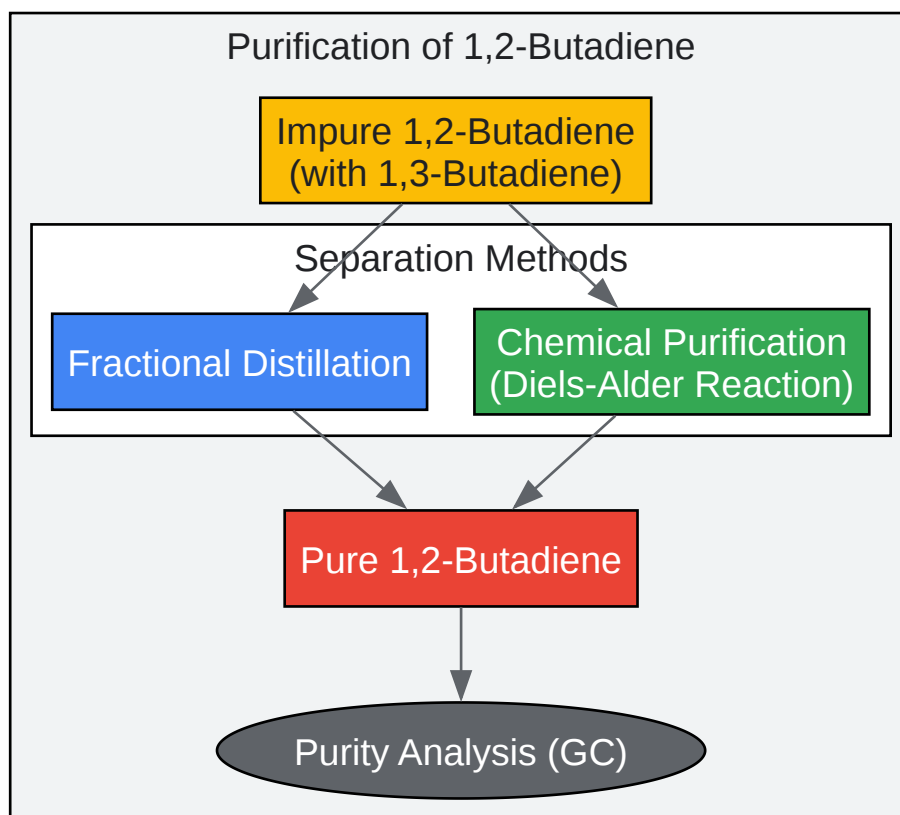 Purification of 1,2-Butadiene
Impure 1,2-Butadiene
(with 1,3-Butadiene)
Separation Methods
Fractional Distillation
Chemical Purification
(Diels-Alder Reaction)
Pure 1,2-Butadiene
Purity Analysis (GC)